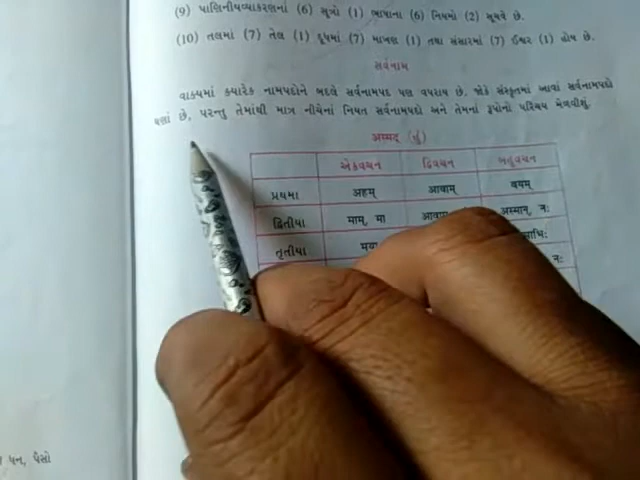 (9) પાણિનીયવ્યાકરણનાં (6) સૂત્રો (1) ભાષાના (6) નિયમો (2) સૂચવે છે.
(10) તલમાં (7) તેલ (1) દૂધમાં (7) માખણ (1) તથા સંસારમાં (7) ઈશ્વર (1) હોય છે.
સર્વનામ
વાક્યમાં ક્યારેક નામપદોને બદલે સર્વનામપદ પણ વપરાય છે. જોકે સંસ્કૃતમાં આવાં સર્વનામપદો
ઘણાં છે, પરન્તુ તેમાંથી માત્ર નીચેનાં નિયત સર્વનામપદો અને તેમનાં રૂપોનો પરિચય મેળવીશું.
अस्मद् (હું)
એકવચન દ્વિવચન બહુવચન
પ્રથમા अहम् आवाम् वयम्
દ્વિતીયા माम्, मा अस्मान्, नः
તૃતીયા
नः
ધન, પૈસો